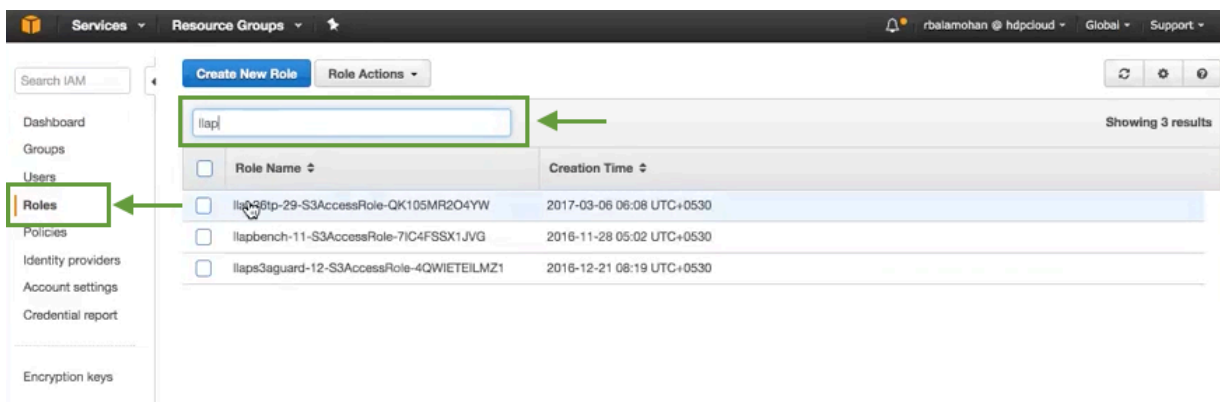 Services Resource Groups rbalamohan @ hdpcloud Global Support
Search IAM
Create New Role Role Actions
Dashboard
Groups
Users
Roles
Policies
Identity providers
Account settings
Credential report
Encryption keys
llap
Showing 3 results
Role Name Creation Time
S3AccessRole-QK105MR2O4YW 2017-03-06 06:08 UTC+0530
llapbench-11-S3AccessRole-7IC4FSSX1JVG 2016-11-28 05:02 UTC+0530
llaps3aguard-12-S3AccessRole-4QWIETEILMZ1 2016-12-21 08:19 UTC+0530